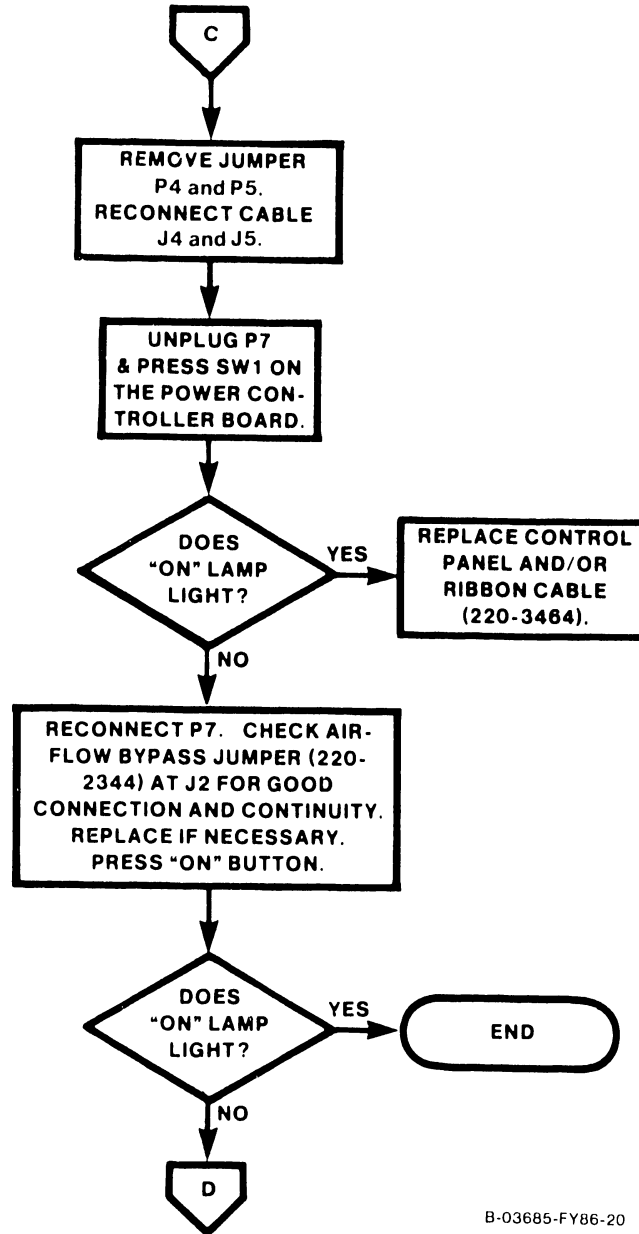 C
REMOVE JUMPER
P4 and P5.
RECONNECT CABLE
J4 and J5.
UNPLUG P7
& PRESS SW1 ON
THE POWER CON-
TROLLER BOARD.
DOES
"ON" LAMP
LIGHT?
YES
REPLACE CONTROL
PANEL AND/OR
RIBBON CABLE
(220-3464).
NO
RECONNECT P7. CHECK AIR-
FLOW BYPASS JUMPER (220-
2344) AT J2 FOR GOOD
CONNECTION AND CONTINUITY.
REPLACE IF NECESSARY.
PRESS "ON" BUTTON.
DOES
"ON" LAMP
LIGHT?
YES
END
NO
D
B-03685-FY86-20